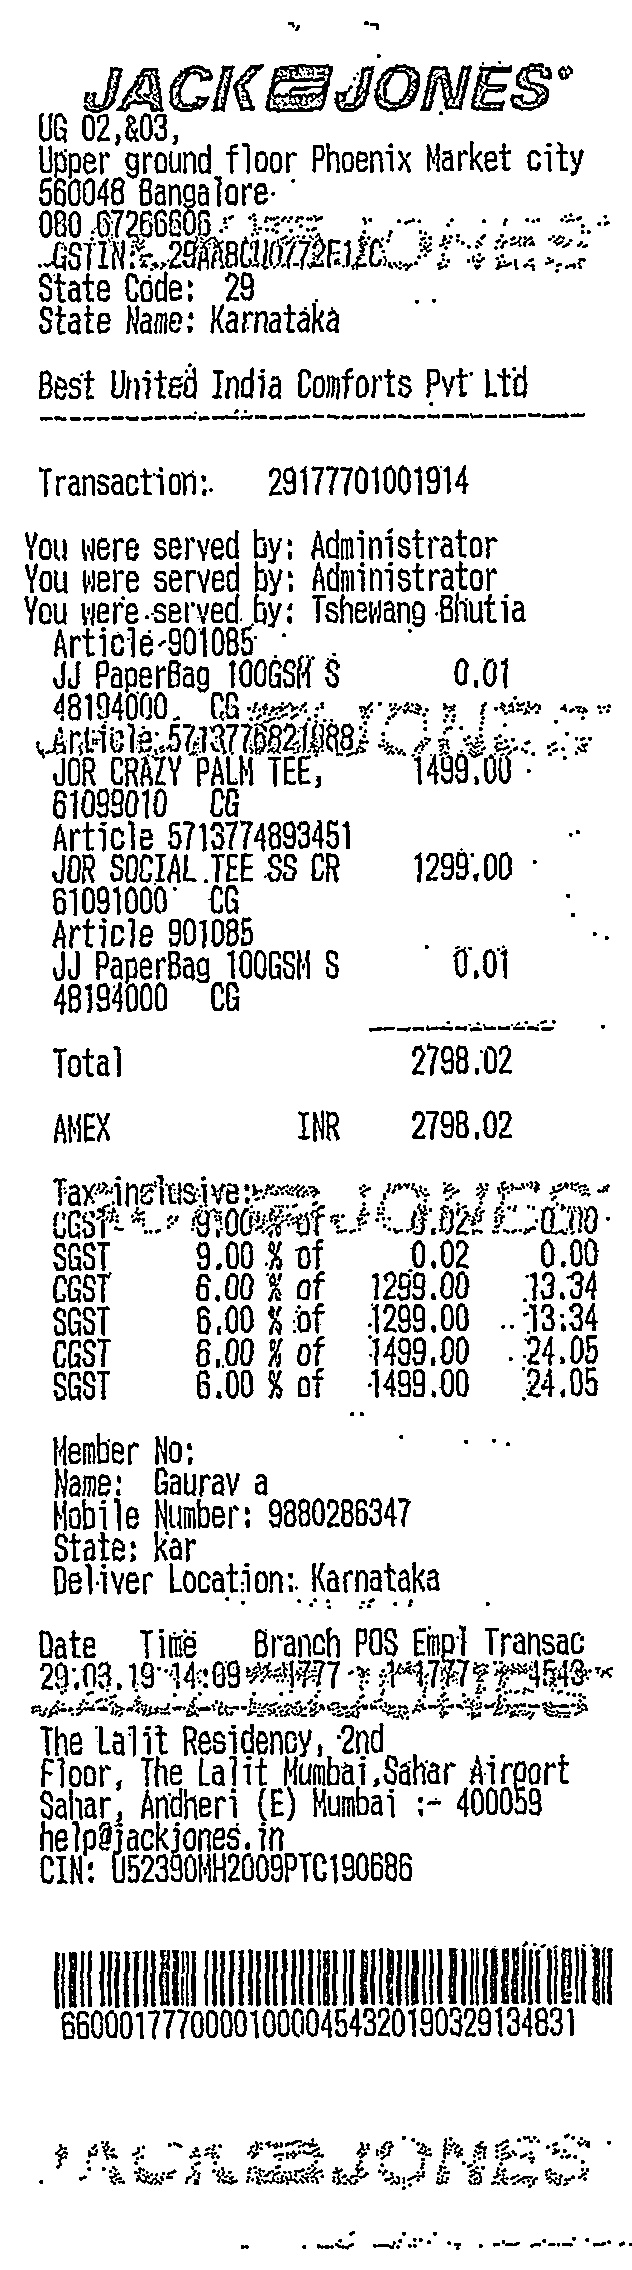 JACK JONES®
UG 02,&03,
Upper ground floor Phoenix Market city
560048 Bangalore
080 67266606
GSTIN:
State Code: 29
State Name: Karnataka
Best United India Comforts Pvt Ltd
Transaction: 29177701001914
You were served by: Administrator
You were served by: Administrator
You were served by: Tshewang Bhutia
Article 901085
JJ PaperBag 100GSM S 0.01
48194000 CG
Article 5713776821088
JOR CRAZY PALM TEE, 1499.00
61099010 CG
Article 5713774893451
JOR SOCIAL TEE SS CR 1299.00
61091000 CG
Article 901085
JJ PaperBag 100GSM S 0.01
48194000 CG
Total 2798.02
AMEX INR 2798.02
Tax inclusive:
CGST 9.00 % of 0.02 0.00
SGST 9.00 % of 0.02 0.00
CGST 6.00 % of 1299.00 13.34
SGST 6.00 % of 1299.00 13.34
CGST 6.00 % of 1499.00 24.05
SGST 6.00 % of 1499.00 24.05
Member No:
Name: Gaurav a
Mobile Number: 9880286347
State: kar
Deliver Location: Karnataka
Date Time Branch POS Empl Transac
29.03.19 14:09 1777 1 1777 4543
The Lalit Residency, 2nd
Floor, The Lalit Mumbai,Sahar Airport
Sahar, Andheri (E) Mumbai :- 400059
help@jackjones.in
CIN: U52390MH2009PTC190686
660001777000010000454320190329134831
JACK JONES